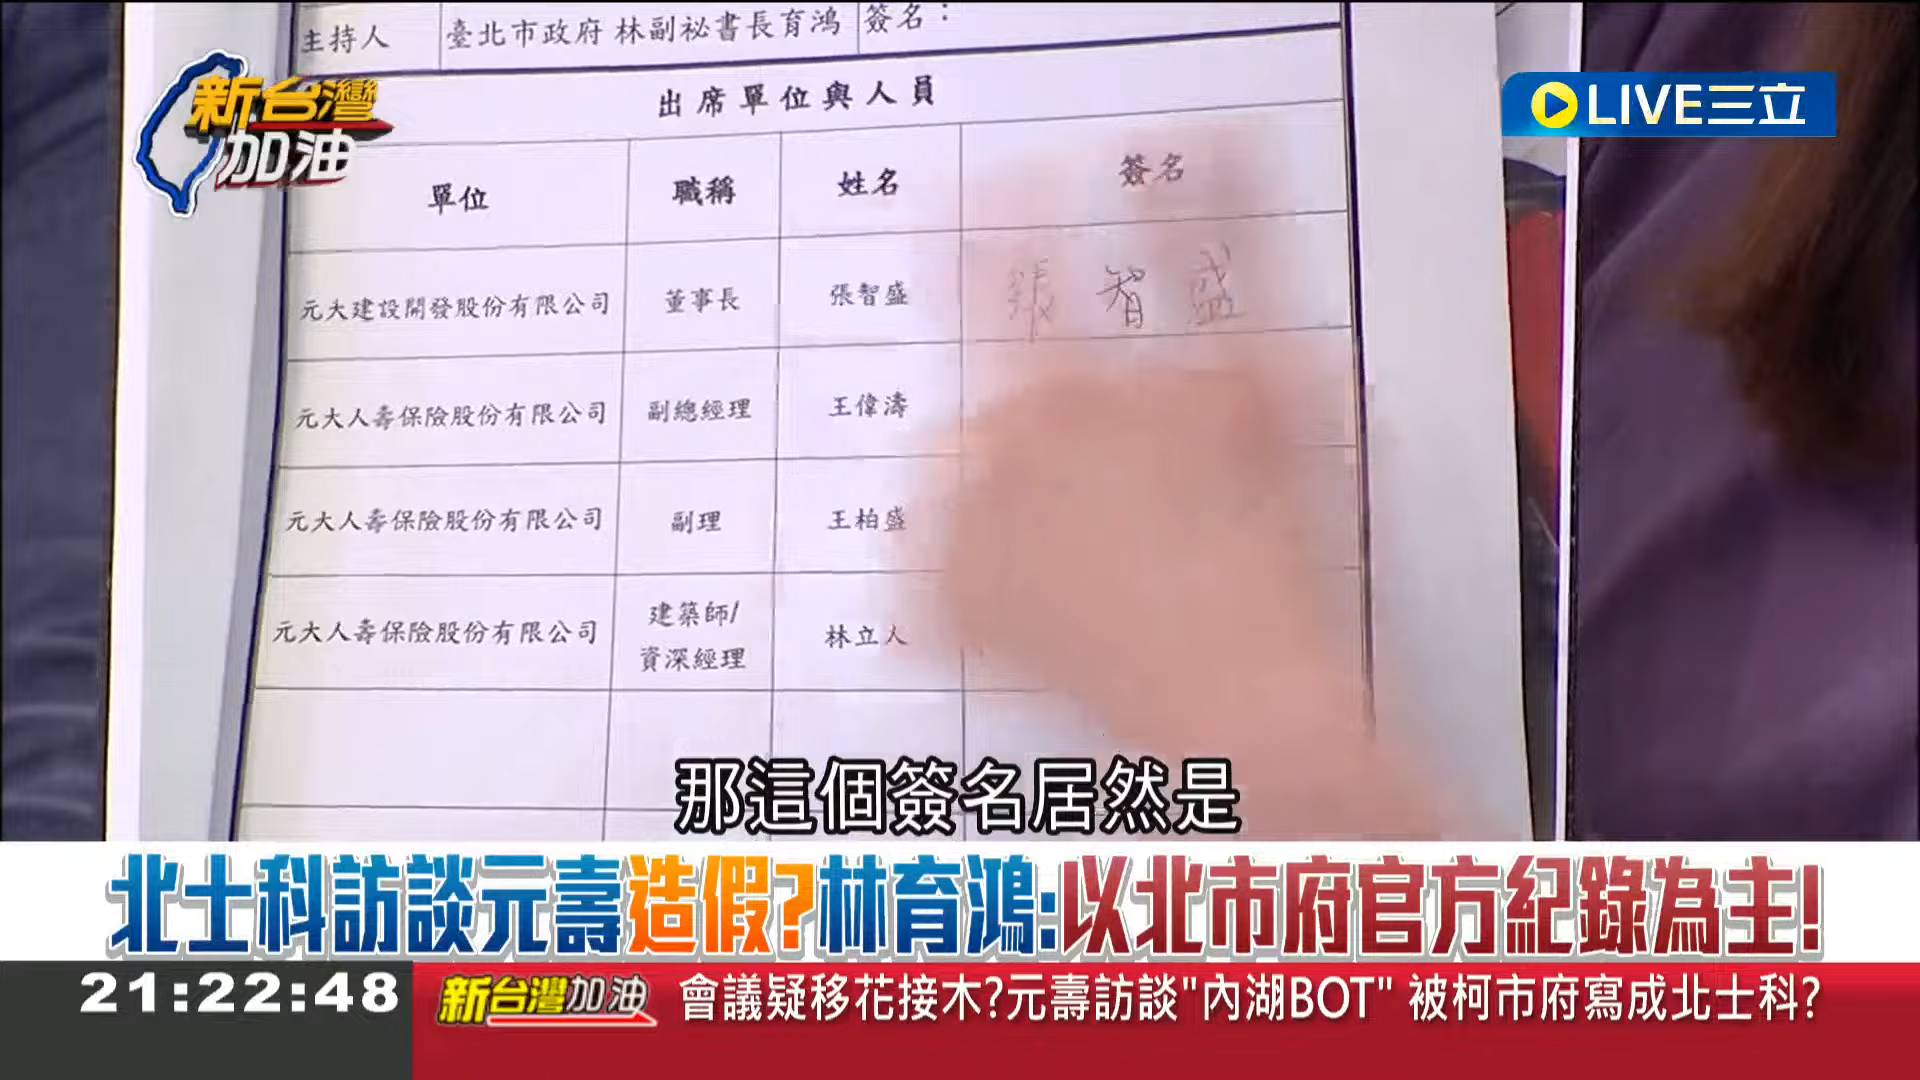 主持人 臺北市政府 林副祕書長育鴻 簽名：
新台灣加油
LIVE三立
出席單位與人員
單位 職稱 姓名 簽名
元大建設開發股份有限公司 董事長 張智盛 張智盛
元大人壽保險股份有限公司 副總經理 王偉濤
元大人壽保險股份有限公司 副理 王柏盛
元大人壽保險股份有限公司 建築師/資深經理 林立人
那這個簽名居然是
北士科訪談元壽造假?林育鴻:以北市府官方紀錄為主!
21:22:48 新台灣加油 會議疑移花接木?元壽訪談"內湖BOT" 被柯市府寫成北士科?